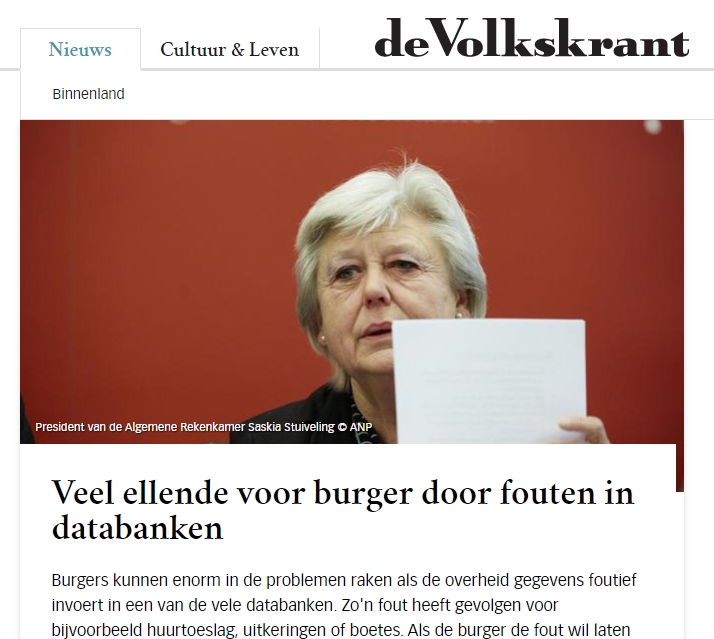 Nieuws
Cultuur & Leven
de Volkskrant
Binnenland
President van de Algemene Rekenkamer Saskia Stuiveling © ANP
Veel ellende voor burger door fouten in
databanken
Burgers kunnen enorm in de problemen raken als de overheid gegevens foutief
invoert in een van de vele databanken. Zo'n fout heeft gevolgen voor
bijvoorbeeld huurtoeslag, uitkeringen of boetes. Als de burger de fout wil laten